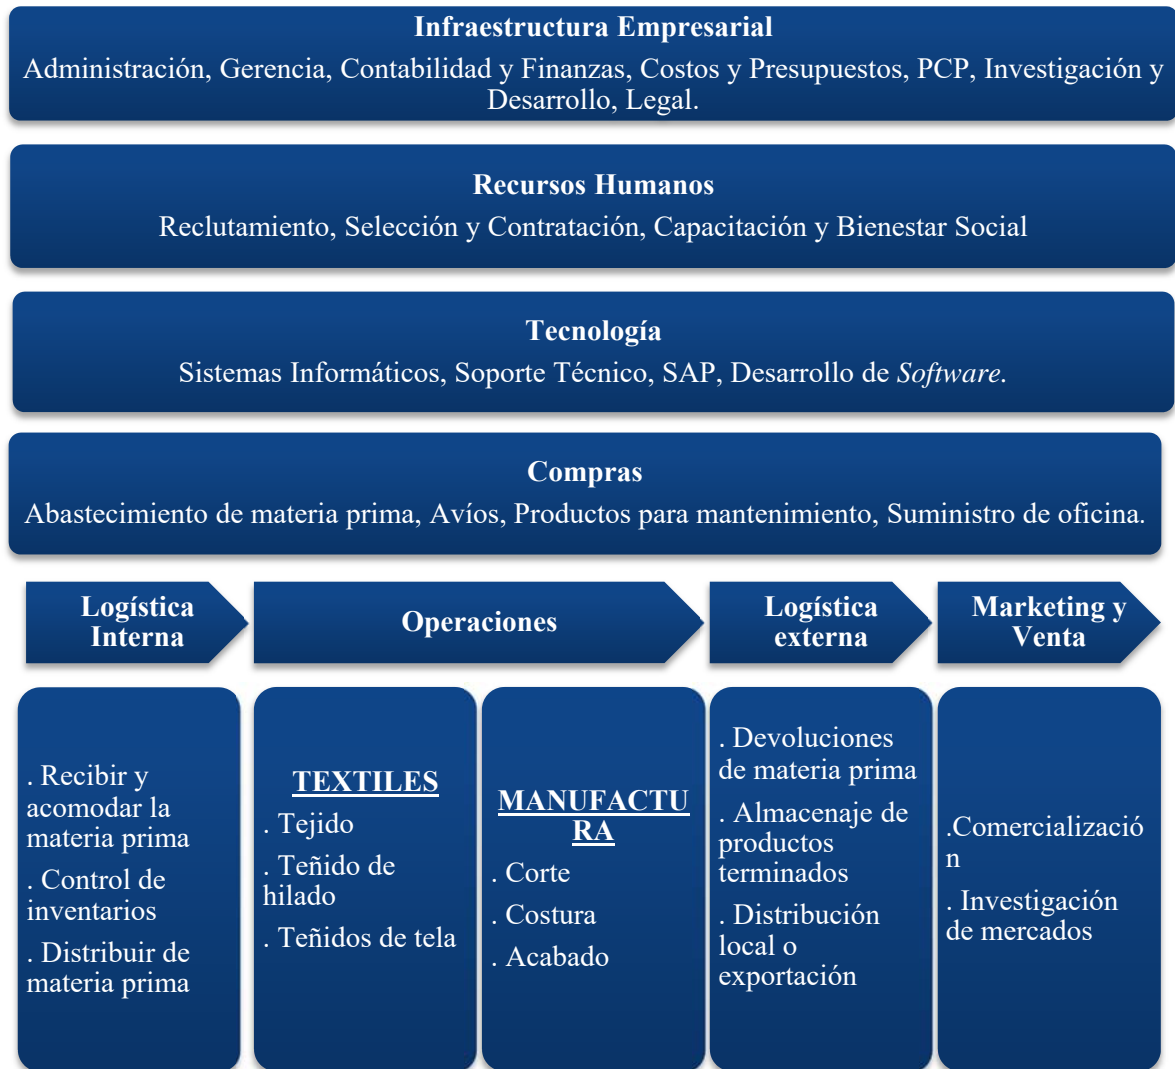 Infraestructura Empresarial
Administración, Gerencia, Contabilidad y Finanzas, Costos y Presupuestos, PCP, Investigación y
Desarrollo, Legal.
Recursos Humanos
Reclutamiento, Selección y Contratación, Capacitación y Bienestar Social
Tecnología
Sistemas Informáticos, Soporte Técnico, SAP, Desarrollo de Software.
Compras
Abastecimiento de materia prima, Avíos, Productos para mantenimiento, Suministro de oficina.
Logística
Interna
Operaciones
Logística
externa
Marketing y
Venta
. Recibir y
acomodar la
materia prima
. Control de
inventarios
. Distribuir de
materia prima
TEXTILES
. Tejido
. Teñido de
hilado
. Teñidos de tela
MANUFACTU
RA
. Corte
. Costura
. Acabado
. Devoluciones
de materia prima
. Almacenaje de
productos
terminados
. Distribución
local o
exportación
.Comercializació
n
. Investigación
de mercados